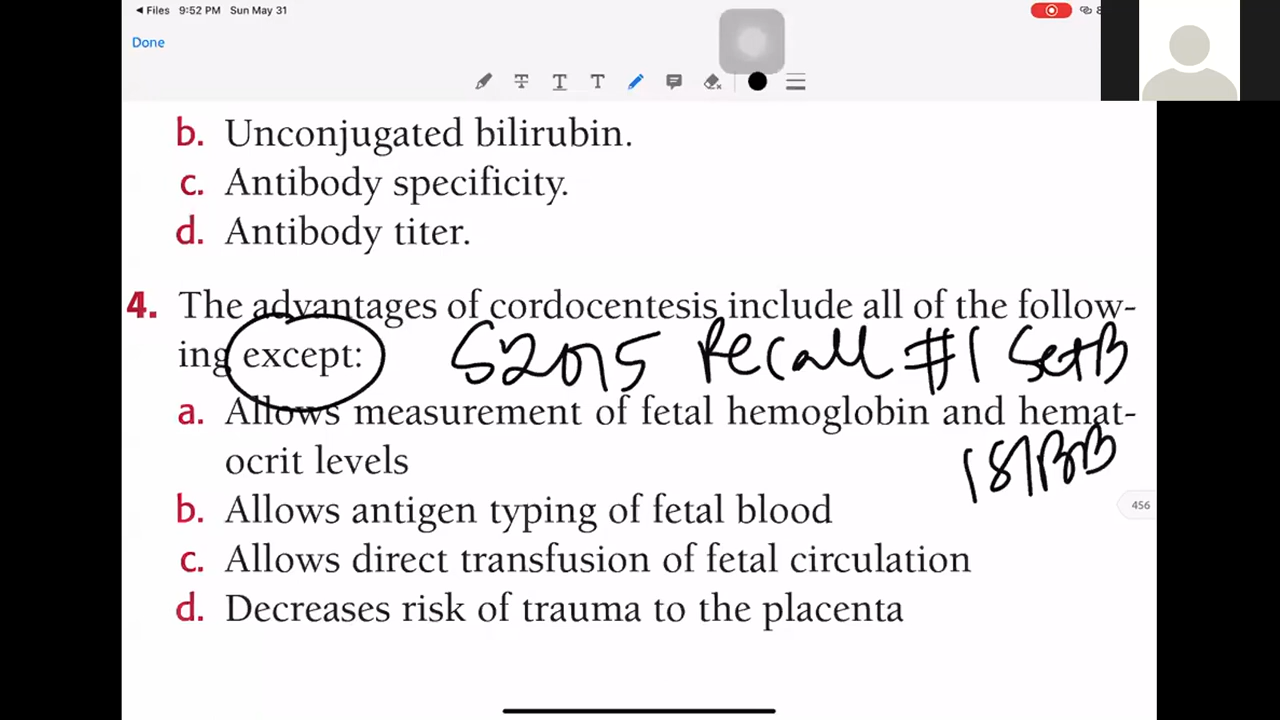 Files 9:52 PM Sun May 31
Done
b. Unconjugated bilirubin.
c. Antibody specificity.
d. Antibody titer.
4. The advantages of cordocentesis include all of the follow-
ing except: S2015 Recall #1 Set B
a. Allows measurement of fetal hemoglobin and hemat-
ocrit levels
181BB
b. Allows antigen typing of fetal blood
456
c. Allows direct transfusion of fetal circulation
d. Decreases risk of trauma to the placenta